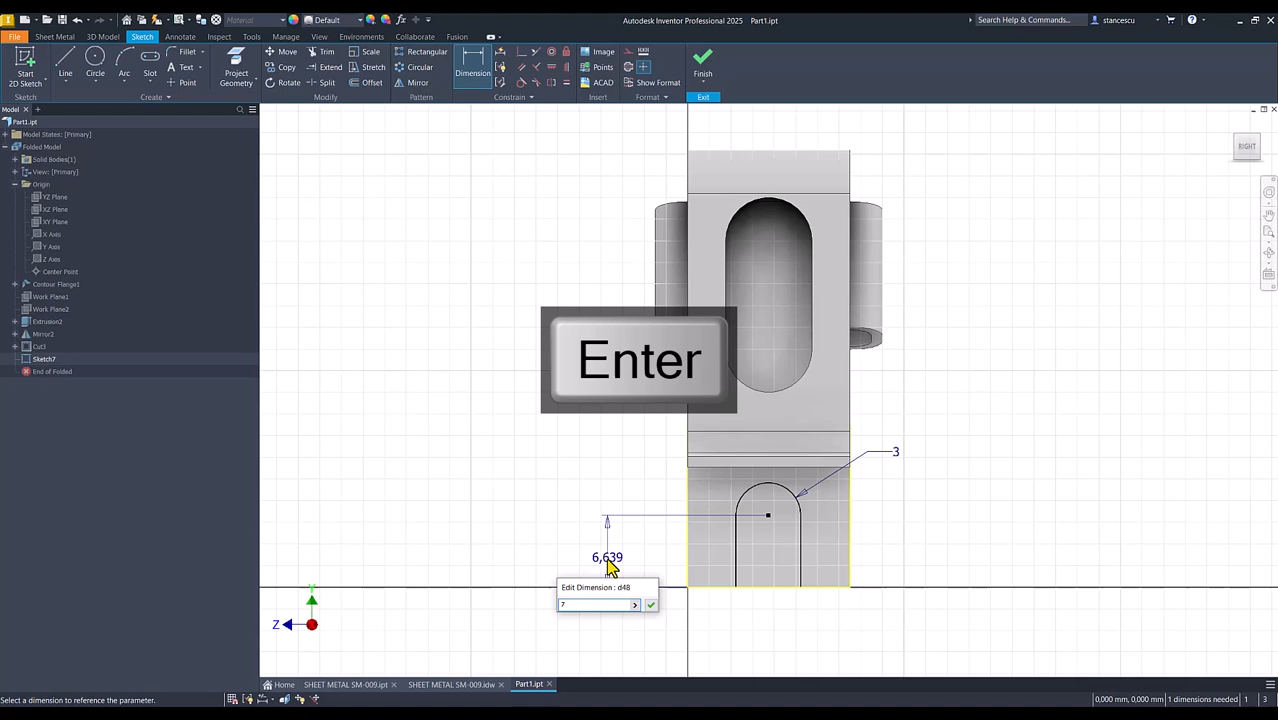 Material
Default
Autodesk Inventor Professional 2025 Part1.ipt
Search Help & Commands...
stancescu
File Sheet Metal 3D Model Sketch Annotate Inspect Tools Manage View Environments Collaborate Fusion
Start
2D Sketch
Line
Circle
Arc
Slot
Fillet
Text
Point
Project
Geometry
Move Trim Scale
Copy Extend Stretch
Rotate Split Offset
Rectangular
Circular
Mirror
Dimension
Image
Points
ACAD
Show Format
Finish
Sketch Create Modify Pattern Constrain Insert Format Exit
Model
Part1.ipt
Model States: [Primary]
Folded Model
Solid Bodies(1)
View: [Primary]
Origin
YZ Plane
XZ Plane
XY Plane
X Axis
Y Axis
Z Axis
Center Point
Contour Flange1
Work Plane1
Work Plane2
Extrusion2
Mirror2
Cut3
Sketch7
End of Folded
RIGHT
Enter
3
6,639
Edit Dimension : d48
7
Y
Z
Home SHEET METAL SM-009.ipt SHEET METAL SM-009.idw Part1.ipt
Select a dimension to reference the parameter.
0,000 mm, 0,000 mm 1 dimensions needed 1 3